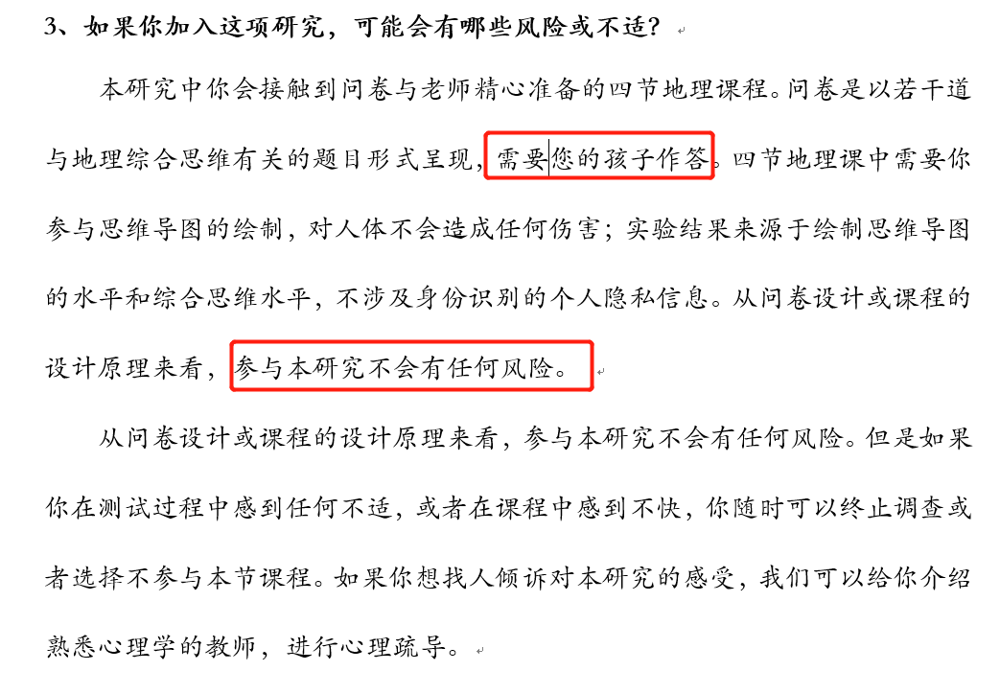 3、如果你加入这项研究，可能会有哪些风险或不适？
本研究中你会接触到问卷与老师精心准备的四节地理课程。问卷是以若干道
与地理综合思维有关的题目形式呈现，需要您的孩子作答。四节地理课中需要你
参与思维导图的绘制，对人体不会造成任何伤害；实验结果来源于绘制思维导图
的水平和综合思维水平，不涉及身份识别的个人隐私信息。从问卷设计或课程的
设计原理来看，参与本研究不会有任何风险。
从问卷设计或课程的设计原理来看，参与本研究不会有任何风险。但是如果
你在测试过程中感到任何不适，或者在课程中感到不快，你随时可以终止调查或
者选择不参与本节课程。如果你想找人倾诉对本研究的感受，我们可以给你介绍
熟悉心理学的教师，进行心理疏导。